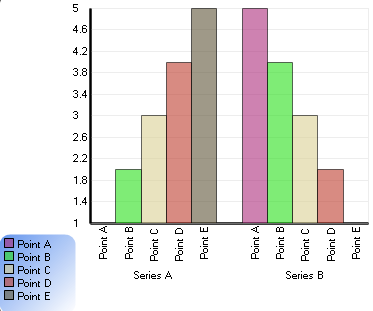 5
4.6
4.2
3.8
3.4
3
2.6
2.2
1.8
1.4
1
Point A
Point B
Point C
Point D
Point E
Point A
Point B
Point C
Point D
Point E
Series A
Series B
Point A
Point B
Point C
Point D
Point E